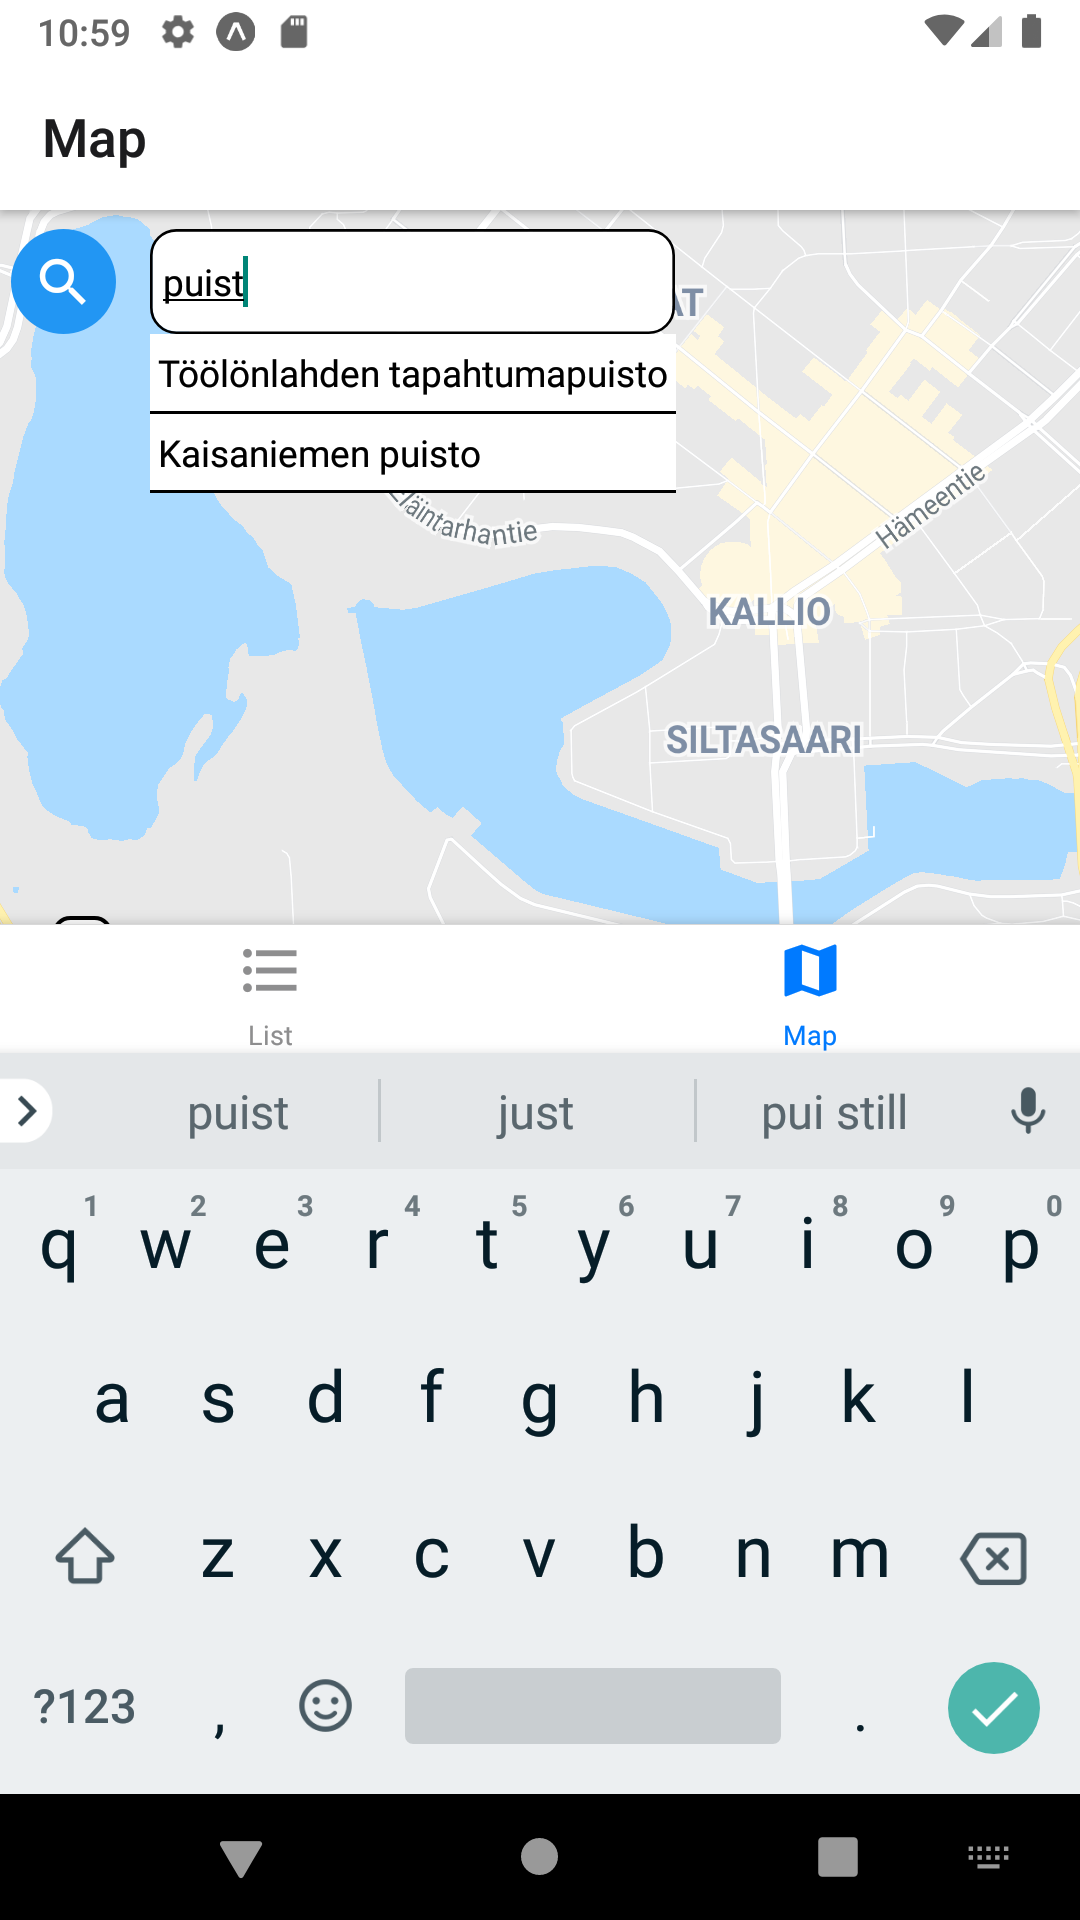 10:59
Map
puist
AT
Töölönlahden tapahtumapuisto
Kaisaniemen puisto
Eläintarhantie
Hämeentie
KALLIO
SILTASAARI
List
Map
puist just pui still
1 2 3 4 5 6 7 8 9 0
q w e r t y u i o p
a s d f g h j k l
z x c v b n m
?123 , .